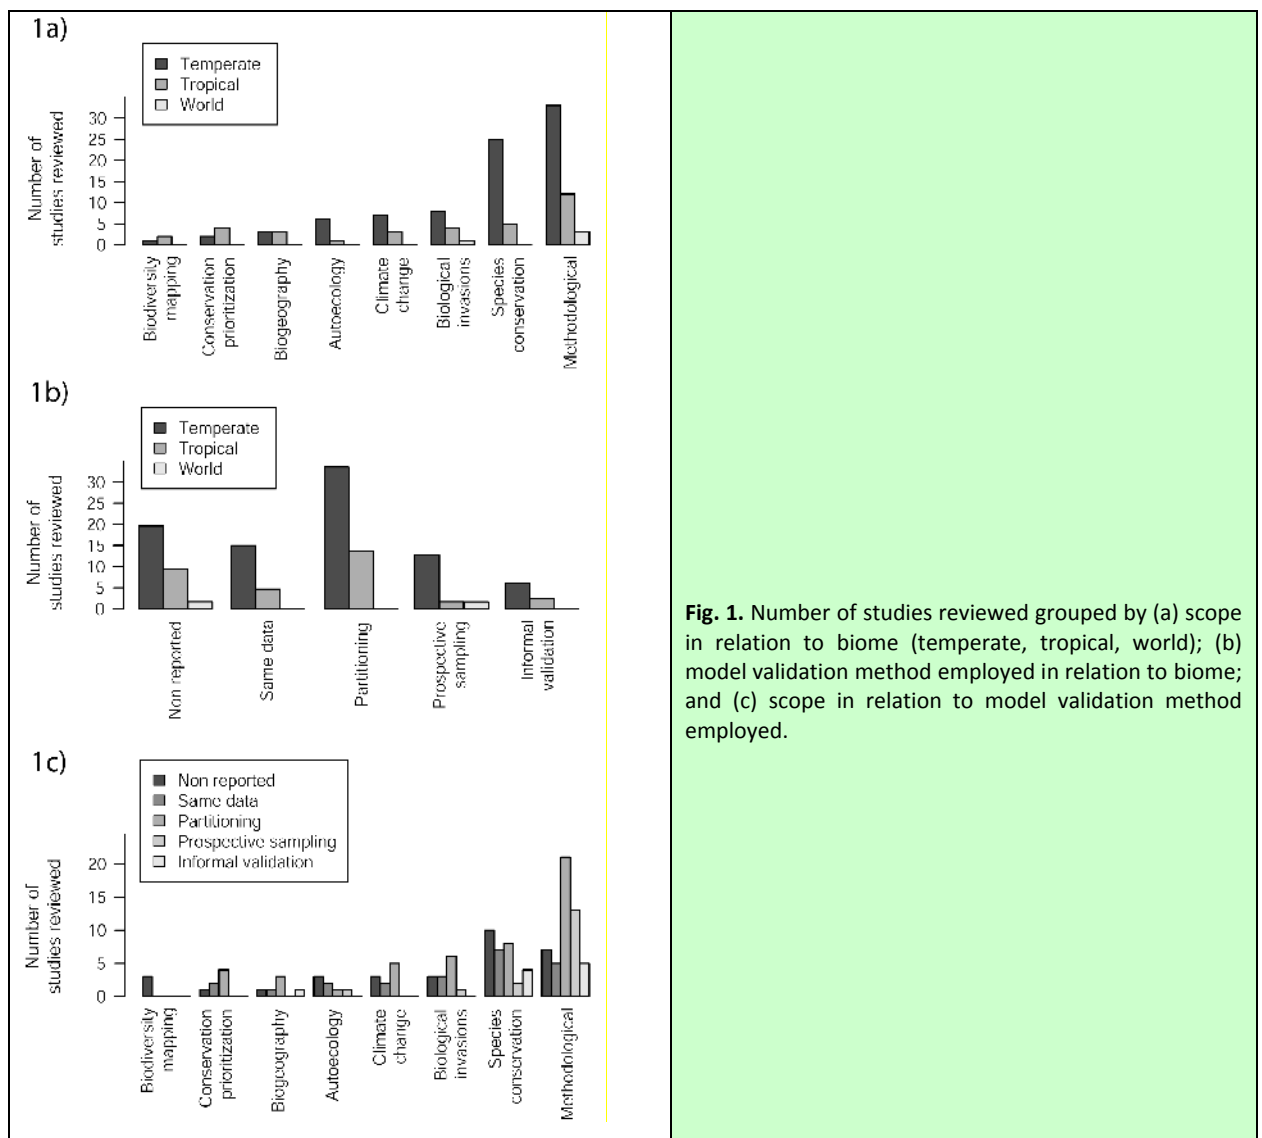 1a)
Temperate
Tropical
World
Number of
studies reviewed
30
25
20
15
10
5
0
Biodiversity
mapping
Conservation
prioritization
Biogeography
Autoecology
Climate
change
Biological
invasions
Species
conservation
Methodological
1b)
Temperate
Tropical
World
Number of
studies reviewed
30
25
20
15
10
5
0
Non reported
Same data
Partitioning
Prospective
sampling
Informal
validation
1c)
Non reported
Same data
Partitioning
Prospective sampling
Informal validation
Number of
studies reviewed
20
15
10
5
0
Biodiversity
mapping
Conservation
prioritization
Biogeography
Autoecology
Climate
change
Biological
invasions
Species
conservation
Methodological
Fig. 1. Number of studies reviewed grouped by (a) scope
in relation to biome (temperate, tropical, world); (b)
model validation method employed in relation to biome;
and (c) scope in relation to model validation method
employed.